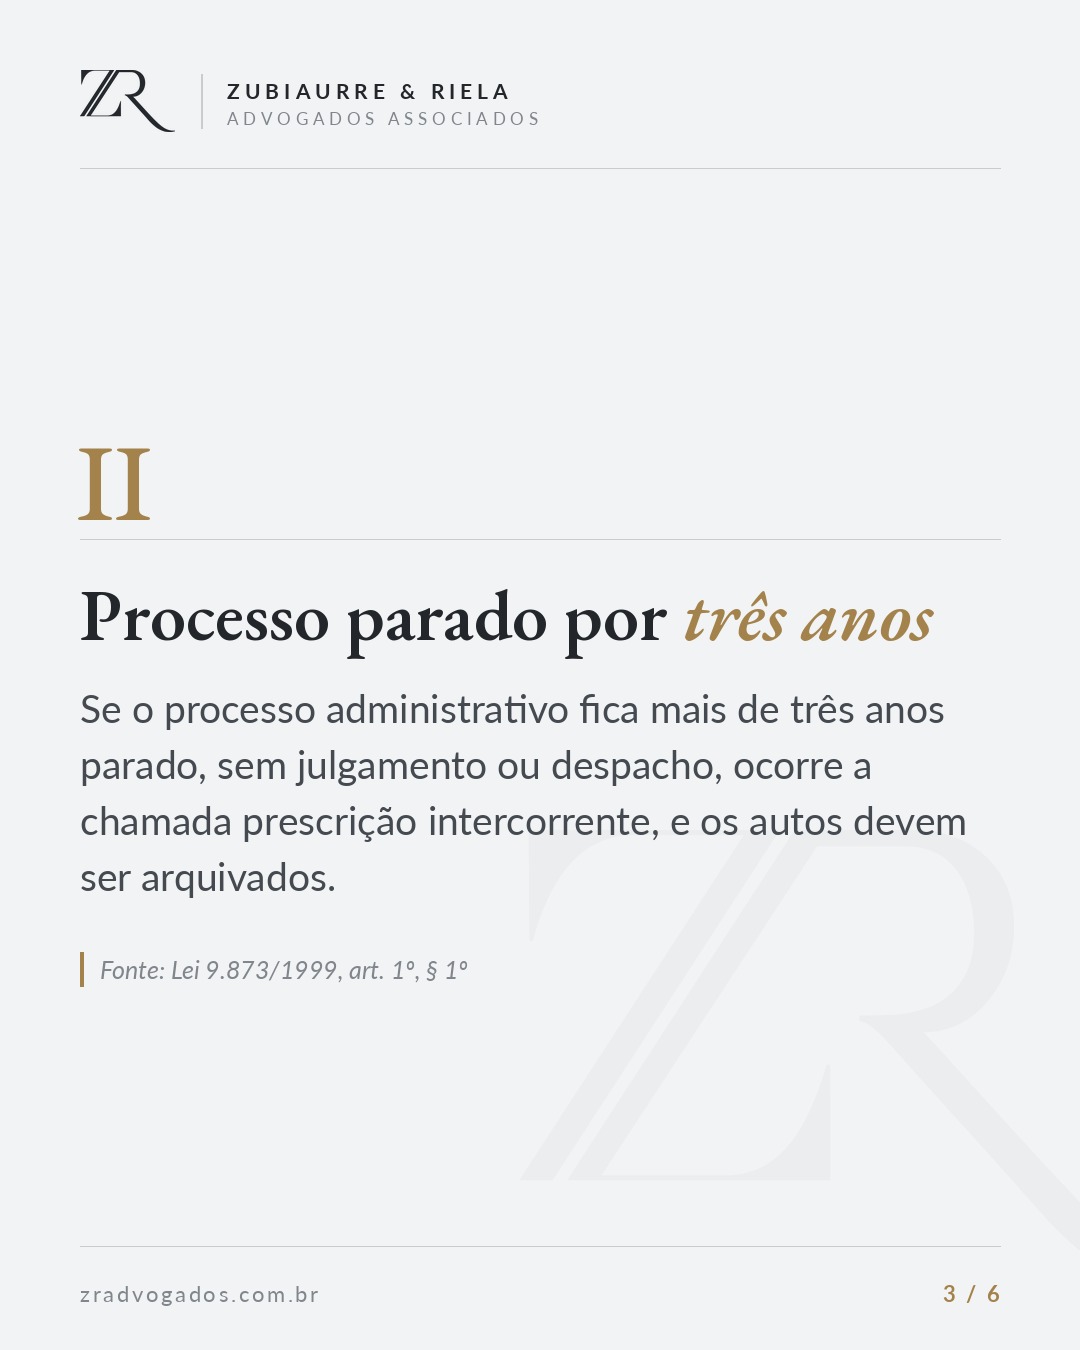 ZR
ZUBIAURRE & RIELA
ADVOGADOS ASSOCIADOS
II
Processo parado por três anos
Se o processo administrativo fica mais de três anos
parado, sem julgamento ou despacho, ocorre a
chamada prescrição intercorrente, e os autos devem
ser arquivados.
Fonte: Lei 9.873/1999, art. 1º, § 1º
ZR
zradvogados.com.br
3 / 6